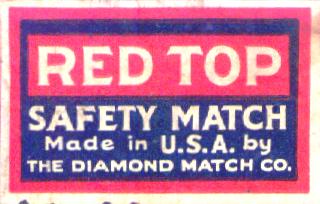 RED TOP
SAFETY MATCH
Made in U.S.A. by
THE DIAMOND MATCH CO.